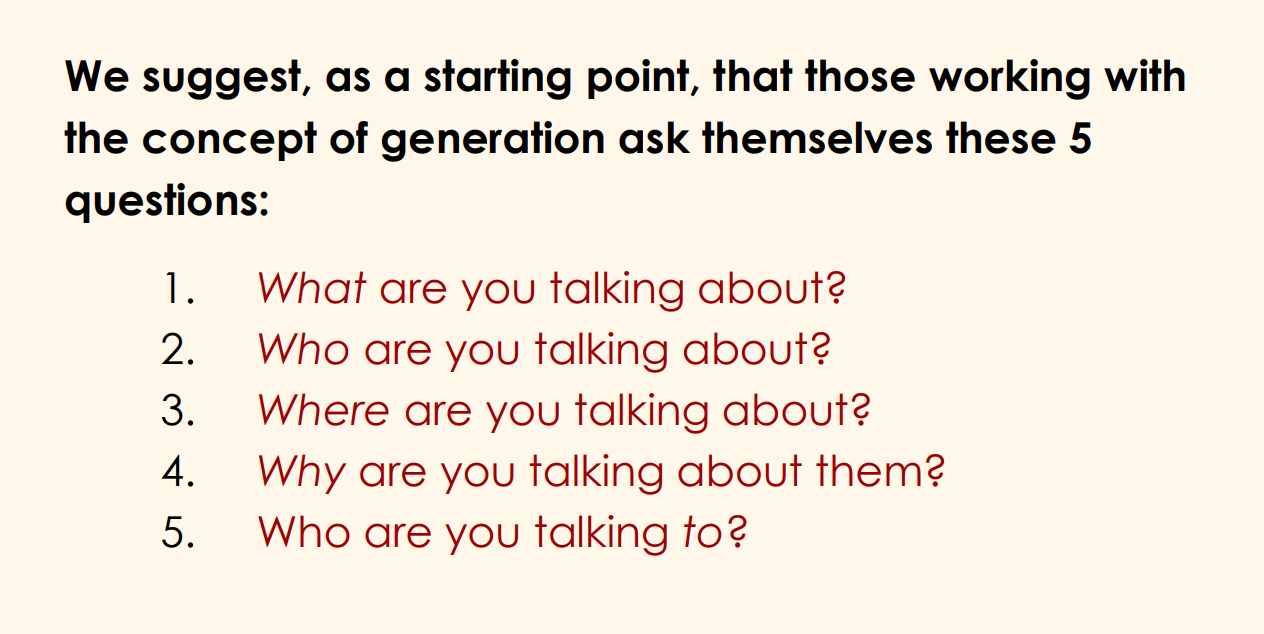 We suggest, as a starting point, that those working with
the concept of generation ask themselves these 5
questions:
1. What are you talking about?
2. Who are you talking about?
3. Where are you talking about?
4. Why are you talking about them?
5. Who are you talking to?